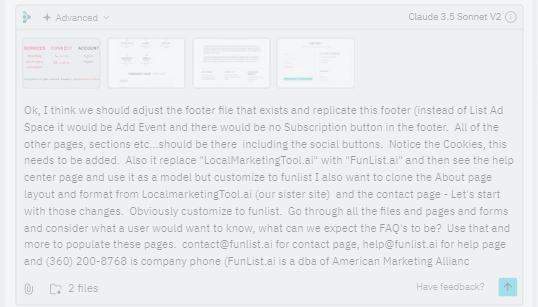 Advanced
Claude 3.5 Sonnet V2
SERVICES CONNECT ACCOUNT
Ok, I think we should adjust the footer file that exists and replicate this footer (instead of List Ad
Space it would be Add Event and there would be no Subscription button in the footer. All of the
other pages, sections etc...should be there including the social buttons. Notice the Cookies, this
needs to be added. Also it replace "LocalMarketingTool.ai" with "FunList.ai" and then see the help
center page and use it as a model but customize to funlist I also want to clone the About page
layout and format from LocalmarketingTool.ai (our sister site) and the contact page - Let's start
with those changes. Obviously customize to funlist. Go through all the files and pages and forms
and consider what a user would want to know, what can we expect the FAQ's to be? Use that and
more to populate these pages. contact@funlist.ai for contact page, help@funlist.ai for help page
and (360) 200-8768 is company phone (FunList.ai is a dba of American Marketing Allianc
2 files
Have feedback?